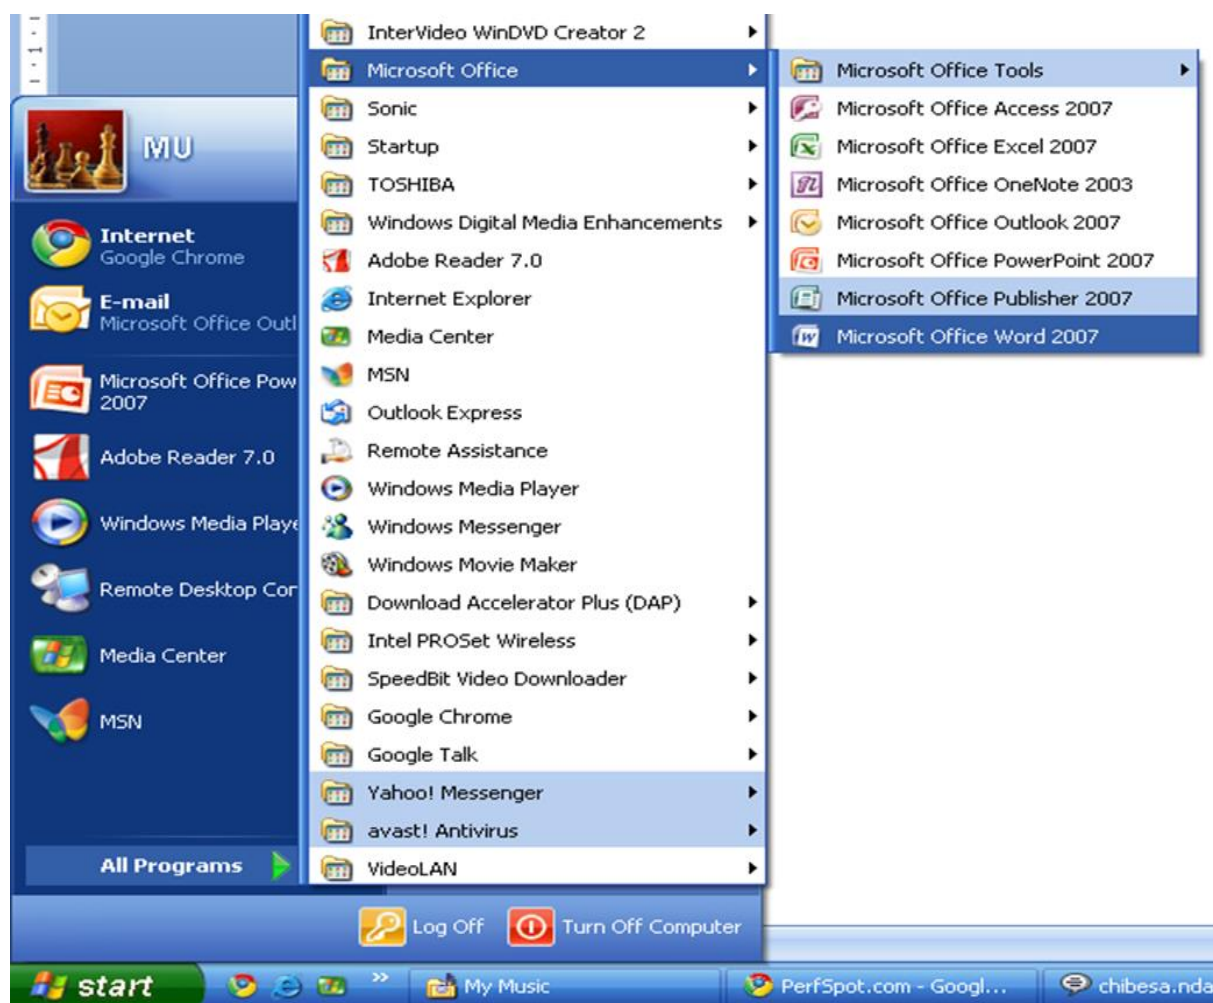 MU
Internet
Google Chrome
E-mail
Microsoft Office Outl
Microsoft Office Pow
2007
Adobe Reader 7.0
Windows Media Playe
Remote Desktop Cor
Media Center
MSN
All Programs
InterVideo WinDVD Creator 2
Microsoft Office
Sonic
Startup
TOSHIBA
Windows Digital Media Enhancements
Adobe Reader 7.0
Internet Explorer
Media Center
MSN
Outlook Express
Remote Assistance
Windows Media Player
Windows Messenger
Windows Movie Maker
Download Accelerator Plus (DAP)
Intel PROSet Wireless
SpeedBit Video Downloader
Google Chrome
Google Talk
Yahoo! Messenger
avast! Antivirus
VideoLAN
Microsoft Office Tools
Microsoft Office Access 2007
Microsoft Office Excel 2007
Microsoft Office OneNote 2003
Microsoft Office Outlook 2007
Microsoft Office PowerPoint 2007
Microsoft Office Publisher 2007
Microsoft Office Word 2007
Log Off
Turn Off Computer
start
My Music
PerfSpot.com - Googl...
chibesa.nda